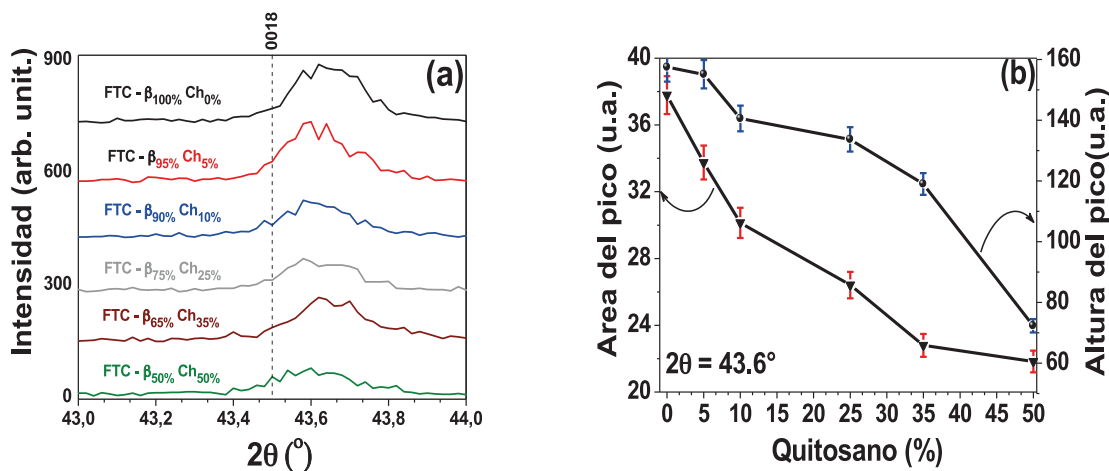 0018
(a)
Intensidad (arb. unit.)
900
600
300
0
FTC - β100% Ch0%
FTC - β95% Ch5%
FTC - β90% Ch10%
FTC - β75% Ch25%
FTC - β65% Ch35%
FTC - β50% Ch50%
43,0 43,2 43,4 43,6 43,8 44,0
2θ (°)
(b)
Area del pico (u.a.)
40
36
32
28
24
20
Altura del pico(u.a.)
160
140
120
100
80
60
2θ = 43.6°
0 5 10 15 20 25 30 35 40 45 50
Quitosano (%)